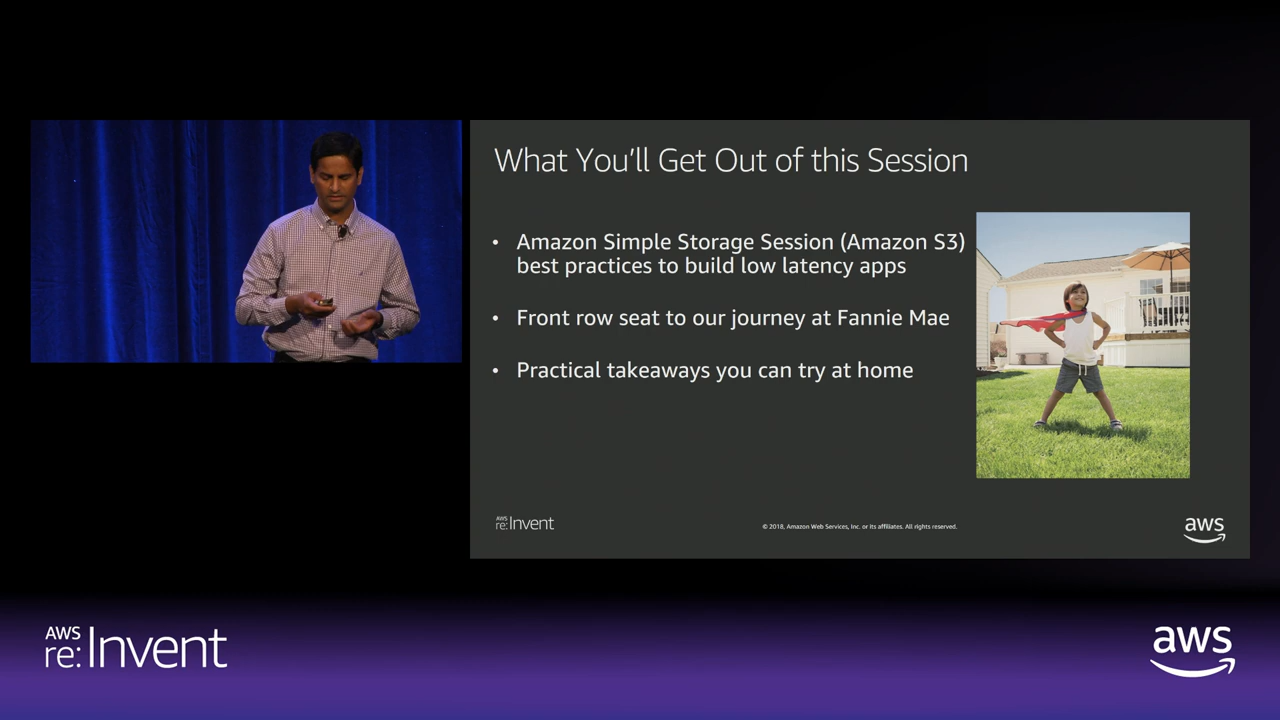 What You'll Get Out of this Session
• Amazon Simple Storage Session (Amazon S3)
best practices to build low latency apps
• Front row seat to our journey at Fannie Mae
• Practical takeaways you can try at home
AWS
re:Invent
© 2018, Amazon Web Services, Inc. or its affiliates. All rights reserved.
aws
AWS
re:Invent
aws